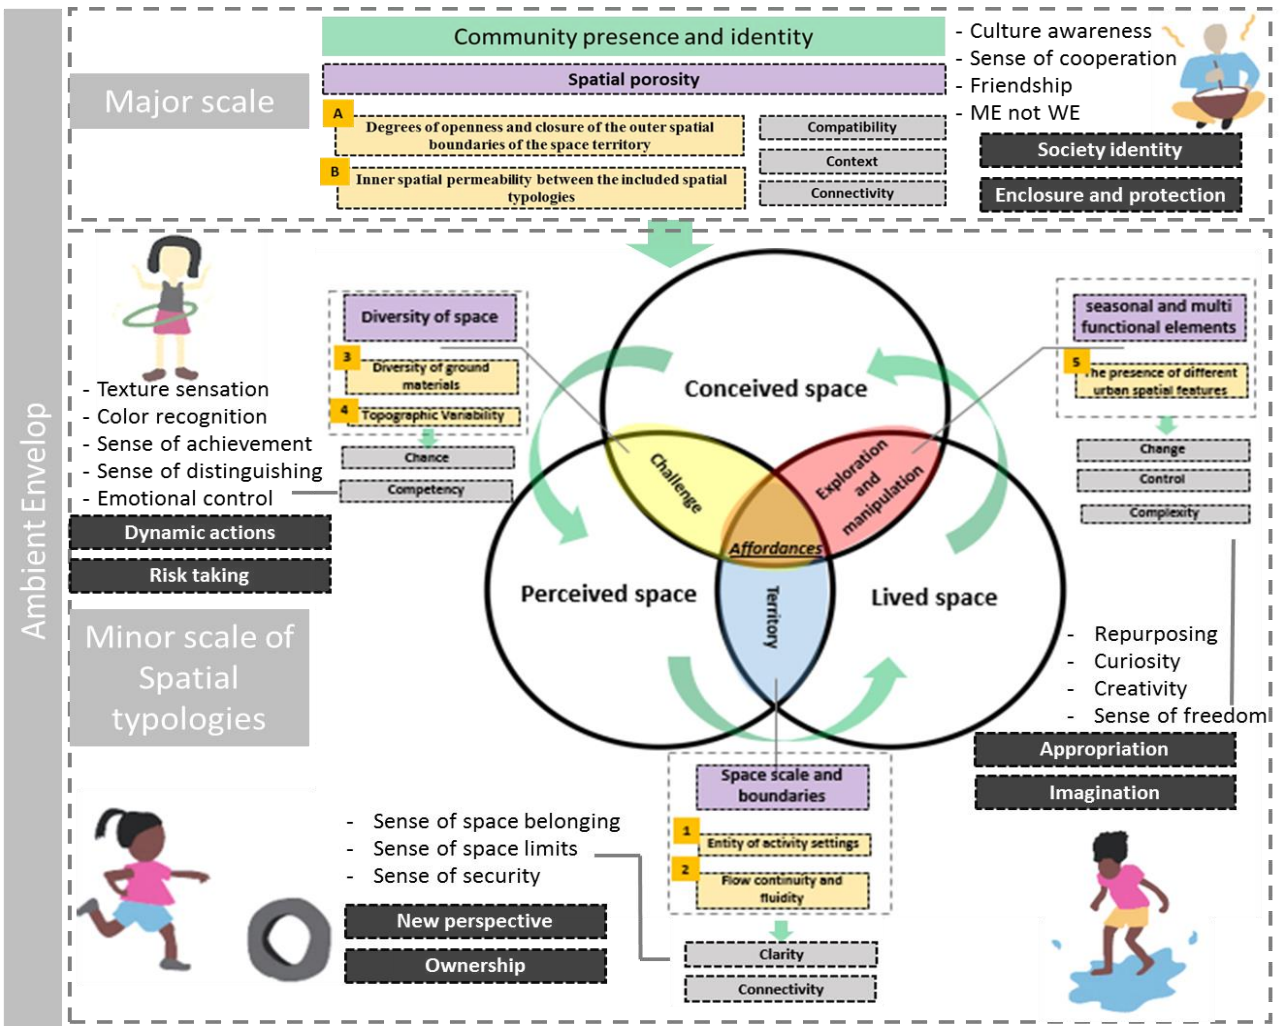 Ambient Envelop
Major scale
Community presence and identity
Spatial porosity
A
Degrees of openness and closure of the outer spatial
boundaries of the space territory
B
Inner spatial permeability between the included spatial
typologies
Compatibility
Context
Connectivity
- Culture awareness
- Sense of cooperation
- Friendship
- ME not WE
Society identity
Enclosure and protection
Diversity of space
3
Diversity of ground
materials
4
Topographic Variability
Chance
Competency
- Texture sensation
- Color recognition
- Sense of achievement
- Sense of distinguishing
- Emotional control
Dynamic actions
Risk taking
Minor scale of
Spatial
typologies
Conceived space
Perceived space
Lived space
Challenge
Exploration
and
manipulation
Affordances
Territory
seasonal and multi
functional elements
5
The presence of different
urban spatial features
Change
Control
Complexity
- Repurposing
- Curiosity
- Creativity
- Sense of freedom
Appropriation
Imagination
Space scale and
boundaries
1
Entity of activity settings
2
Flow continuity and
fluidity
Clarity
Connectivity
- Sense of space belonging
- Sense of space limits
- Sense of security
New perspective
Ownership